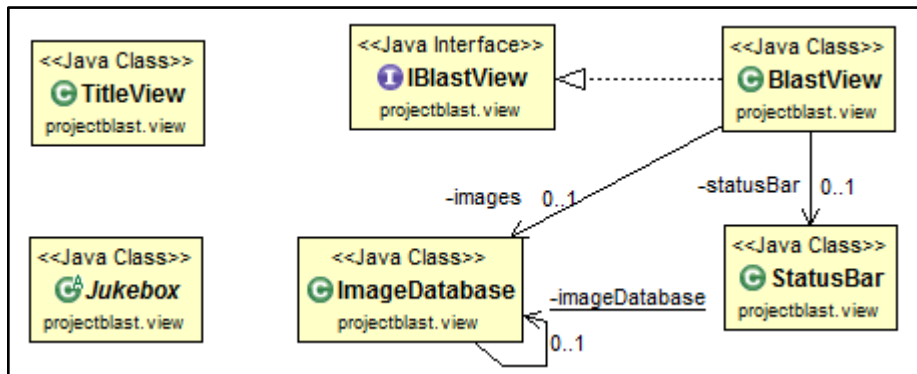 <<Java Class>>
TitleView
projectblast.view
<<Java Interface>>
IBlastView
projectblast.view
<<Java Class>>
BlastView
projectblast.view
-images
0..1
-statusBar
0..1
<<Java Class>>
Jukebox
projectblast.view
<<Java Class>>
ImageDatabase
projectblast.view
-imageDatabase
0..1
<<Java Class>>
StatusBar
projectblast.view